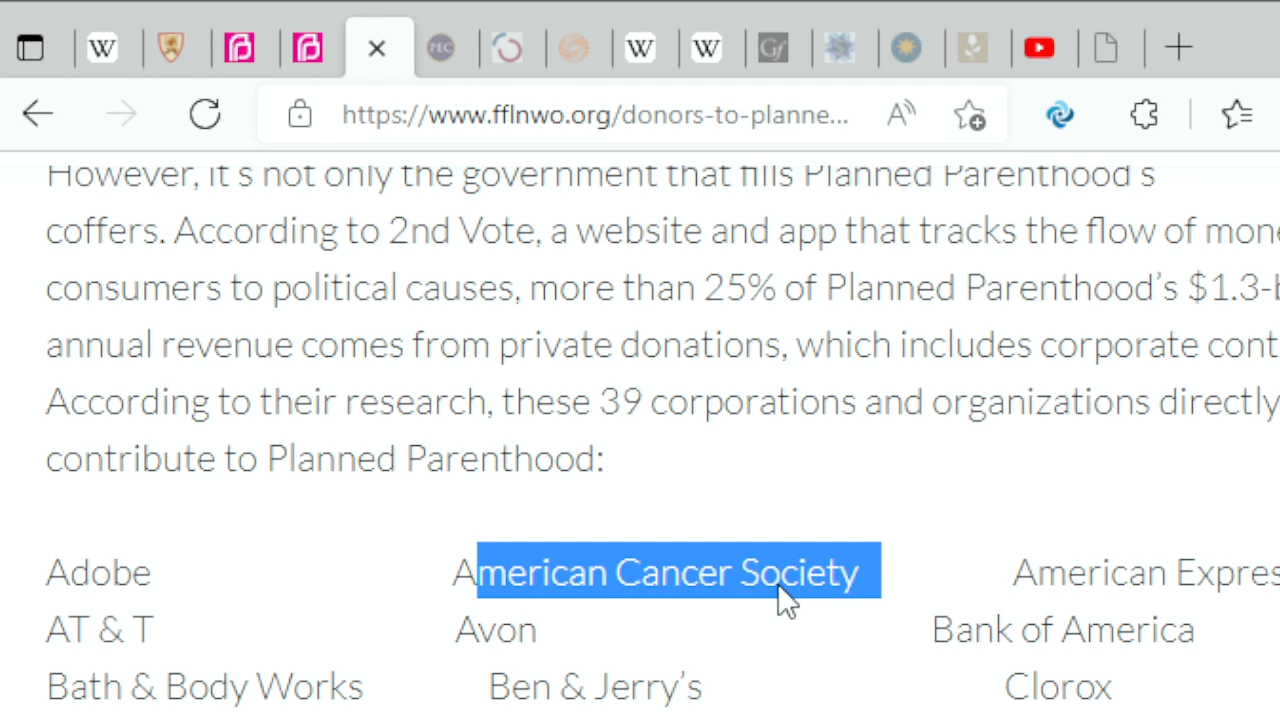 W W W Gf
https://www.fflnwo.org/donors-to-planne...
However, it's not only the government that fills Planned Parenthood's
coffers. According to 2nd Vote, a website and app that tracks the flow of
consumers to political causes, more than 25% of Planned Parenthood's $1.3-
annual revenue comes from private donations, which includes corporate
According to their research, these 39 corporations and organizations directly
contribute to Planned Parenthood:
Adobe American Cancer Society American
AT & T Avon Bank of America
Bath & Body Works Ben & Jerry's Clorox